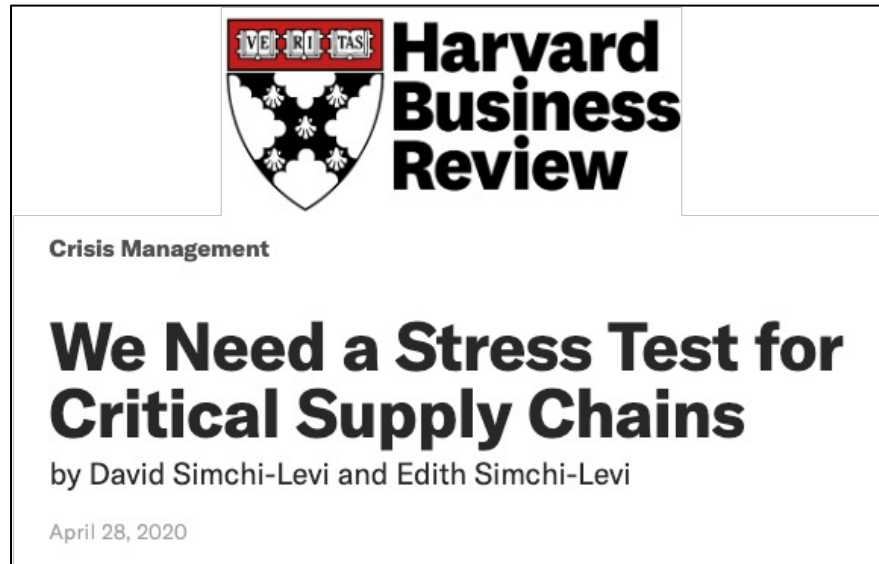 VE RI TAS
Harvard
Business
Review
Crisis Management
We Need a Stress Test for
Critical Supply Chains
by David Simchi-Levi and Edith Simchi-Levi
April 28, 2020